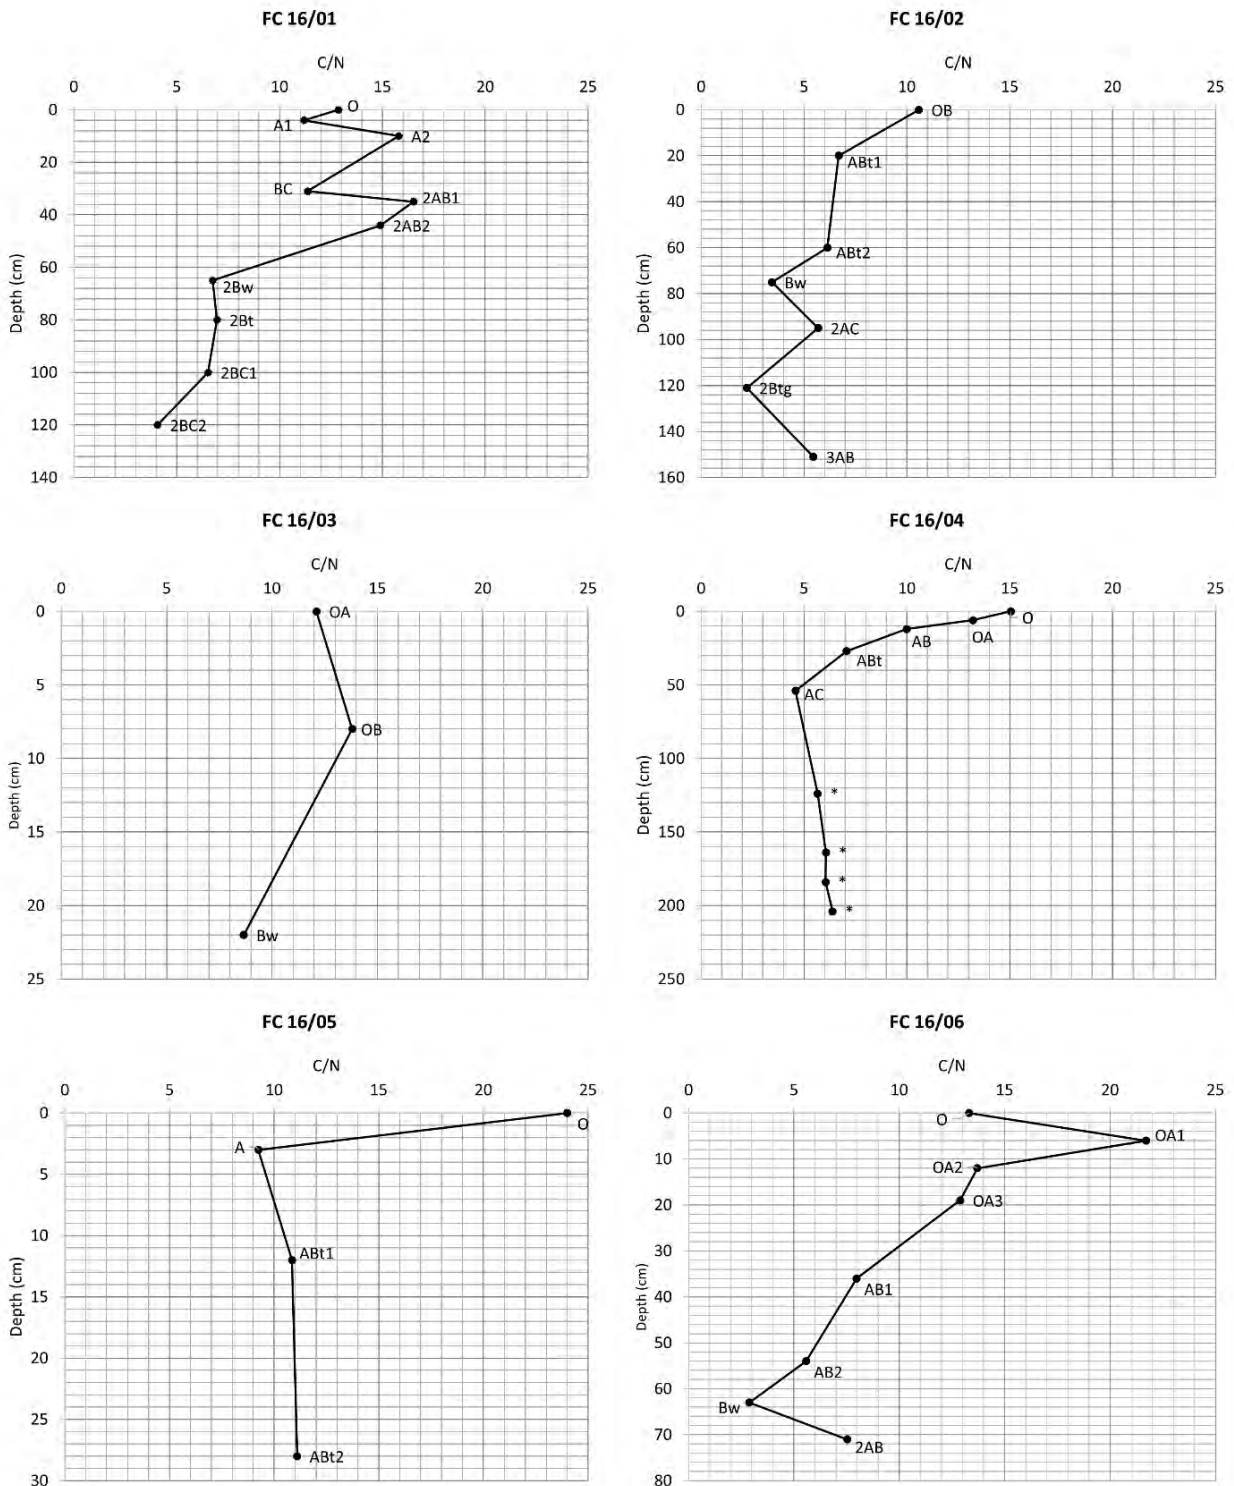 FC 16/01
C/N
0 5 10 15 20 25
0
20
40
60
80
100
120
140
Depth (cm)
O
A1
A2
BC
2AB1
2AB2
2Bw
2Bt
2BC1
2BC2
FC 16/02
C/N
0 5 10 15 20 25
0
20
40
60
80
100
120
140
160
Depth (cm)
OB
ABt1
ABt2
Bw
2AC
2Btg
3AB
FC 16/03
C/N
0 5 10 15 20 25
0
5
10
15
20
25
Depth (cm)
OA
OB
Bw
FC 16/04
C/N
0 5 10 15 20 25
0
50
100
150
200
250
Depth (cm)
O
OA
AB
ABt
AC
*
*
*
*
FC 16/05
C/N
0 5 10 15 20 25
0
5
10
15
20
25
30
Depth (cm)
O
A
ABt1
ABt2
FC 16/06
C/N
0 5 10 15 20 25
0
10
20
30
40
50
60
70
80
Depth (cm)
O
OA1
OA2
OA3
AB1
AB2
Bw
2AB